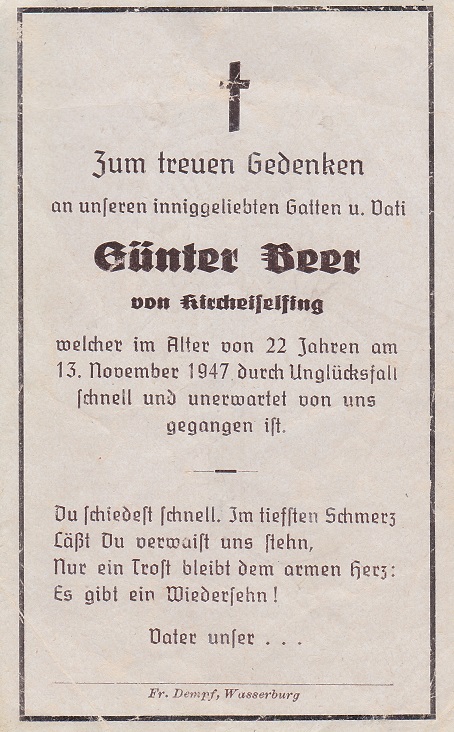 Zum treuen Gedenken
an unſeren inniggeliebten Gatten u. Vati
Günter Beer
von Kircheiſelfing
welcher im Alter von 22 Jahren am
13. November 1947 durch Unglücksfall
ſchnell und unerwartet von uns
gegangen iſt.
Du ſchiedeſt ſchnell. Im tiefſten Schmerz
Läßt Du verwaiſt uns ſtehn,
Nur ein Troſt bleibt dem armen Herz:
Es gibt ein Wiederſehn!
Vater unſer . . .
Fr. Dempf, Wasserburg